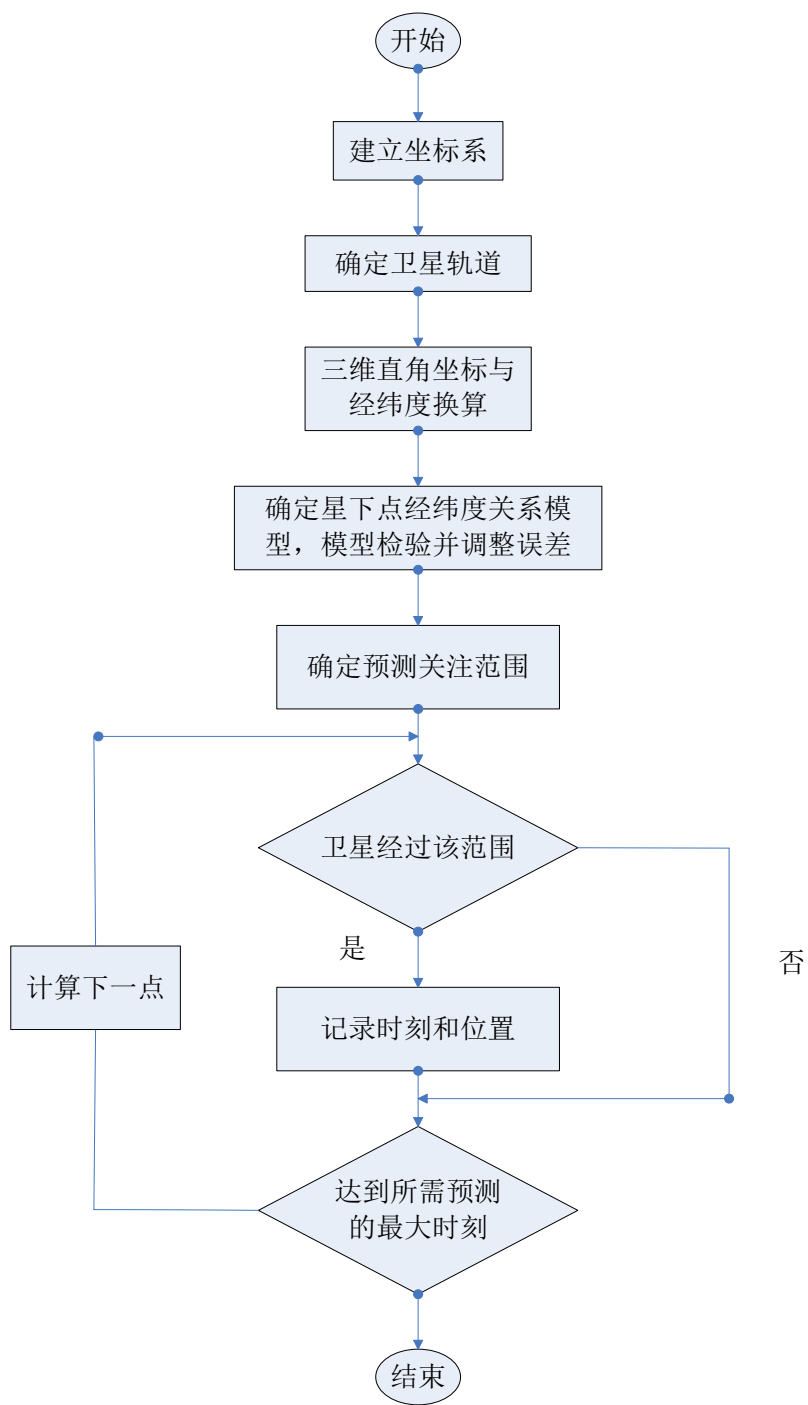 开始
建立坐标系
确定卫星轨道
三维直角坐标与
经纬度换算
确定星下点经纬度关系模
型，模型检验并调整误差
确定预测关注范围
卫星经过该范围
是
否
计算下一点
记录时刻和位置
达到所需预测
的最大时刻
结束